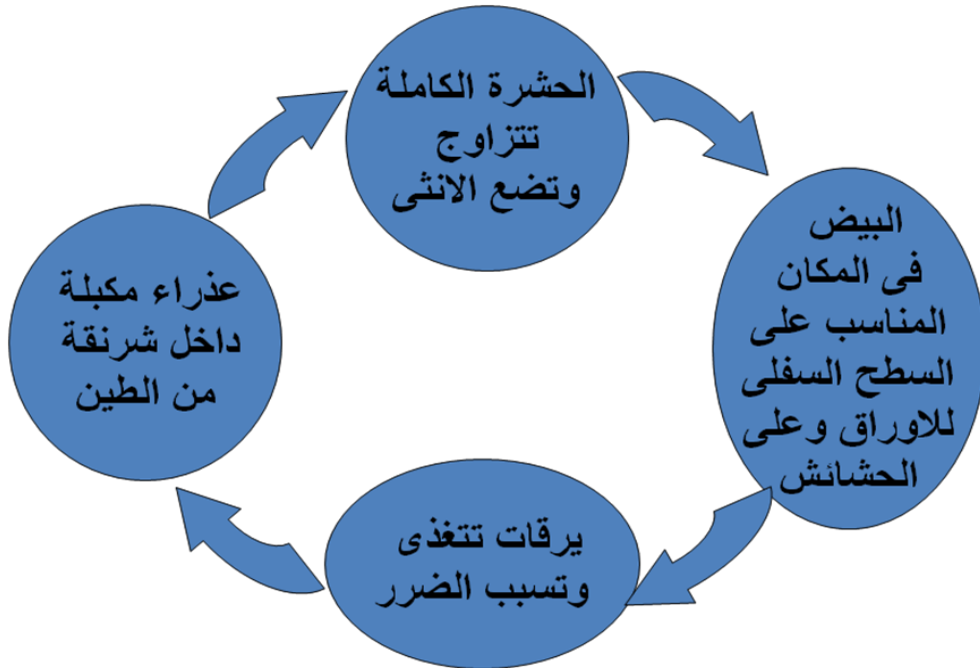 الحشرة الكاملة
تتزاوج
وتضع الانثى
البيض
فى المكان
المناسب على
السطح السفلى
للاوراق وعلى
الحشائش
يرقات تتغذى
وتسبب الضرر
عذراء مكبلة
داخل شرنقة
من الطين